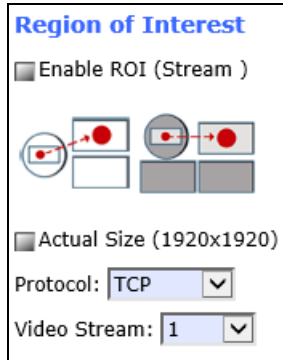 Region of Interest
Enable ROI (Stream )
Actual Size (1920x1920)
Protocol: TCP
Video Stream: 1